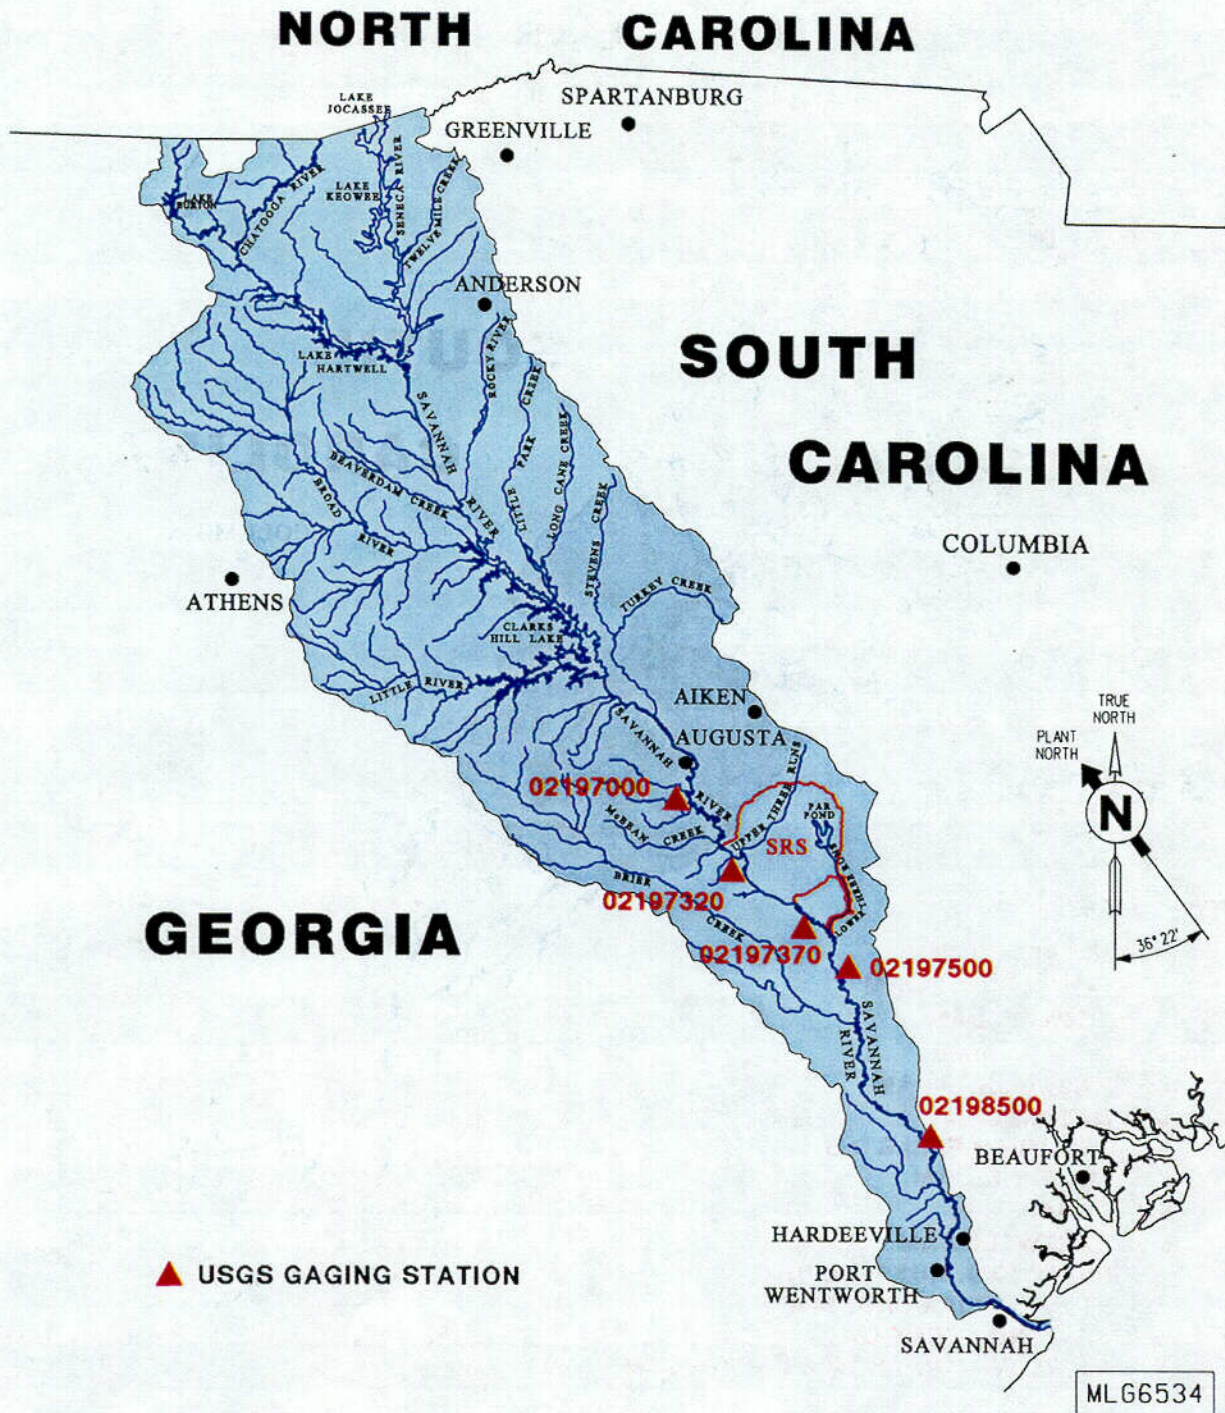 NORTH CAROLINA
LAKE
JOCASSEE
SPARTANBURG
GREENVILLE
LAKE
BURTON
CHATOOGA RIVER
LAKE
KEOWEE
SENECA RIVER
TWELVE MILE CREEK
ANDERSON
LAKE
HARTWELL
ROCKY RIVER
SOUTH
CAROLINA
SAVANNAH RIVER
LITTLE PARK CREEK
LONG CANE CREEK
STEVENS CREEK
BEAVERDAM CREEK
BROAD RIVER
COLUMBIA
ATHENS
TURKEY CREEK
CLARKS
HILL LAKE
LITTLE RIVER
AIKEN
AUGUSTA
SAVANNAH RIVER
UPPER THREE RUNS
TRUE
NORTH
PLANT
NORTH
N
36° 22'
02197000
McBEAN CREEK
PAR
POND
SRS
LOWER THREE RUNS
02197320
BRIER CREEK
02197370
02197500
GEORGIA
SAVANNAH
RIVER
02198500
BEAUFORT
HARDEEVILLE
PORT
WENTWORTH
SAVANNAH
USGS GAGING STATION
MLG6534